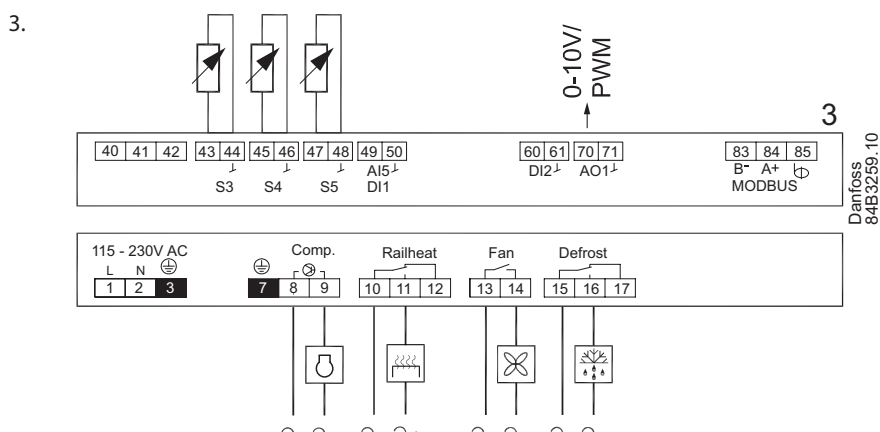 3.
0-10V/
PWM
3
40 41 42 43 44 45 46 47 48 49 50 60 61 70 71 83 84 85
S3 S4 S5 AI5 DI2 AO1 B- A+
DI1 MODBUS
Danfoss
84B3259.10
115 - 230V AC Comp. Railheat Fan Defrost
L N
1 2 3 7 8 9 10 11 12 13 14 15 16 17